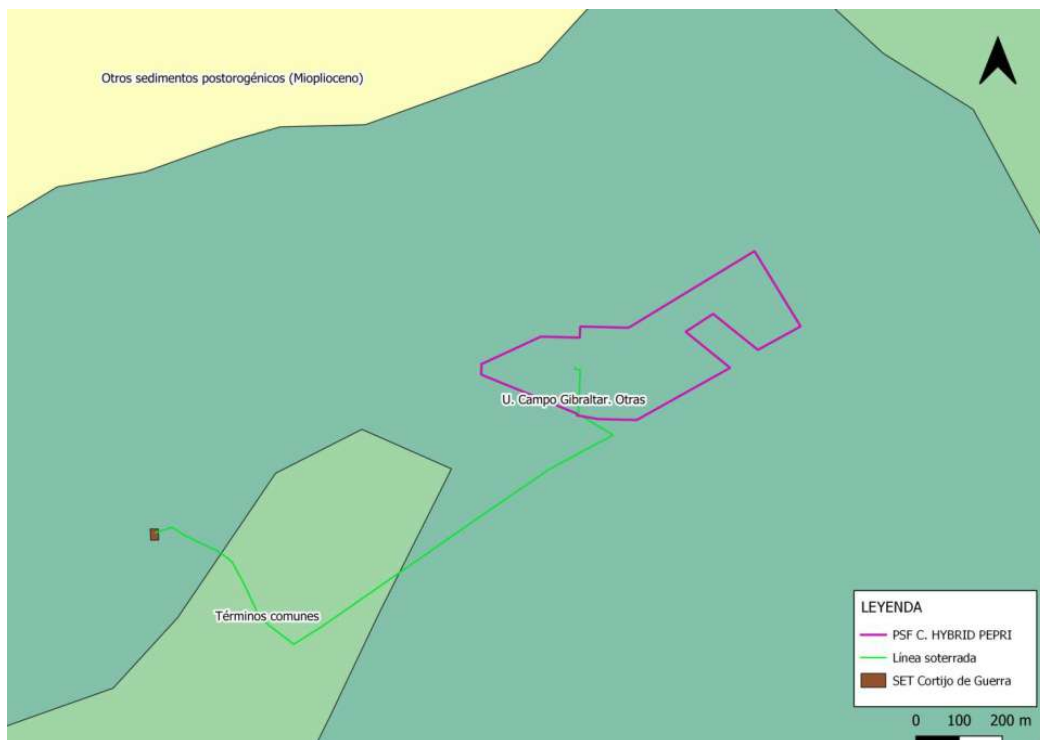 Otros sedimentos postorogénicos (Mioplioceno)
U. Campo Gibraltar. Otras
Términos comunes
LEYENDA
PSF C. HYBRID PEPRI
Línea soterrada
SET Cortijo de Guerra
0 100 200 m